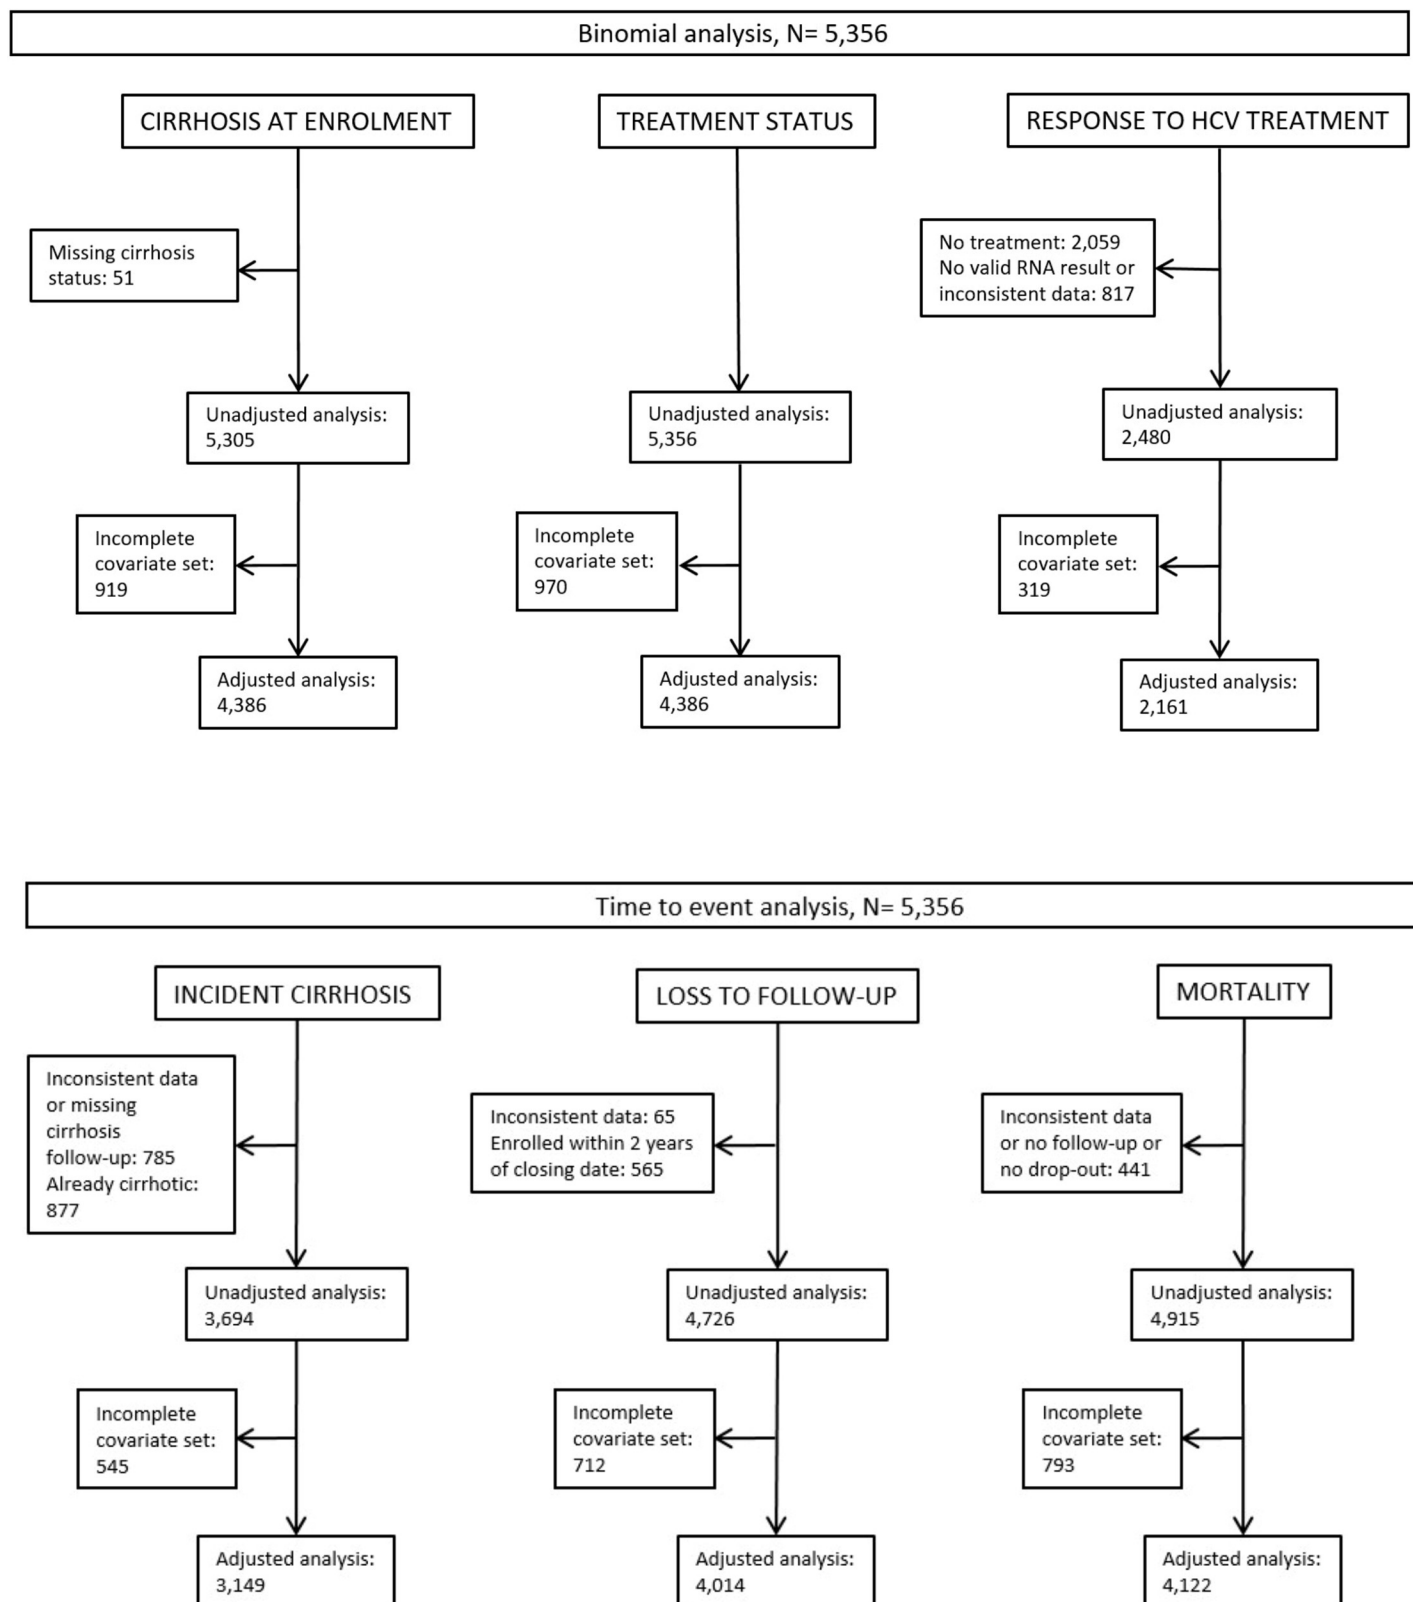 Binomial analysis, N= 5,356
CIRRHOSIS AT ENROLMENT
Missing cirrhosis
status: 51
Unadjusted analysis:
5,305
Incomplete
covariate set:
919
Adjusted analysis:
4,386
TREATMENT STATUS
Unadjusted analysis:
5,356
Incomplete
covariate set:
970
Adjusted analysis:
4,386
RESPONSE TO HCV TREATMENT
No treatment: 2,059
No valid RNA result or
inconsistent data: 817
Unadjusted analysis:
2,480
Incomplete
covariate set:
319
Adjusted analysis:
2,161
Time to event analysis, N= 5,356
INCIDENT CIRRHOSIS
Inconsistent data
or missing
cirrhosis
follow-up: 785
Already cirrhotic:
877
Unadjusted analysis:
3,694
Incomplete
covariate set:
545
Adjusted analysis:
3,149
LOSS TO FOLLOW-UP
Inconsistent data: 65
Enrolled within 2 years
of closing date: 565
Unadjusted analysis:
4,726
Incomplete
covariate set:
712
Adjusted analysis:
4,014
MORTALITY
Inconsistent data
or no follow-up or
no drop-out: 441
Unadjusted analysis:
4,915
Incomplete
covariate set:
793
Adjusted analysis:
4,122